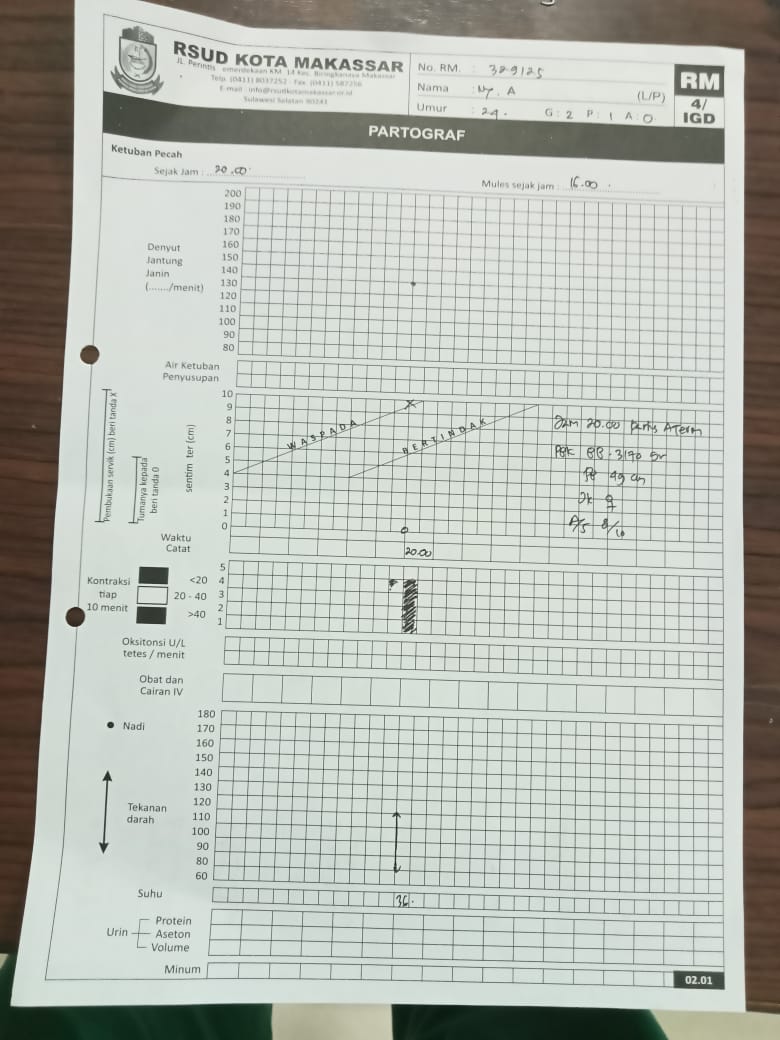 RSUD KOTA MAKASSAR
JL. Perintis emerdekaan KM. 14 Kec. Biringkanaya Makassar
Telp. (0411) 8037252 - Fax. (0411) 587256
E-mail : info@rsudkotamakassar.or.id
Sulawesi Selatan 90243
No. RM. : 389125
Nama : Ny. A (L/P)
Umur : 29. G : 2 P : 1 A : 0
RM
4/
IGD
PARTOGRAF
Ketuban Pecah
Sejak Jam : 20.00
Mules sejak jam : 16.00
Denyut
Jantung
Janin
(......./menit)
200
190
180
170
160
150
140
130
120
110
100
90
80
Air Ketuban
Penyusupan
Pembukaan servik (cm) beri tanda X
Tumanya kepada
beri tanda 0
sentim ter (cm)
10
9
8
7
6
5
4
3
2
1
0
WASPADA
BERTINDAK
X
Jam 20.00 partus Aterm
BB. 3190 gr
49 cm
Jk ♀
A/S 8/10
Waktu
Catat
20.00
Kontraksi
tiap
10 menit
<20
20 - 40
>40
5
4
3
2
1
Oksitonsi U/L
tetes / menit
Obat dan
Cairan IV
Nadi
Tekanan
darah
180
170
160
150
140
130
120
110
100
90
80
70
60
Suhu
36.
Urin
Protein
Aseton
Volume
Minum
02.01